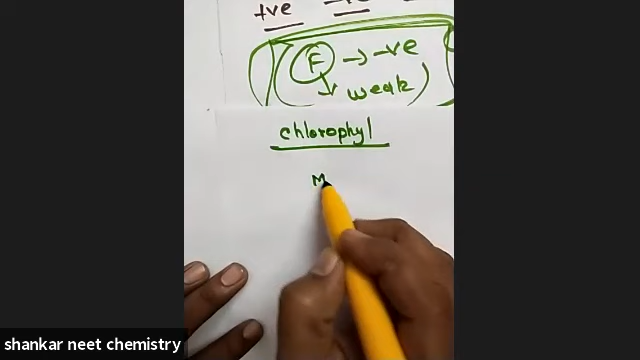 +ve
F → -ve
weak
chlorophyl
M
shankar neet chemistry